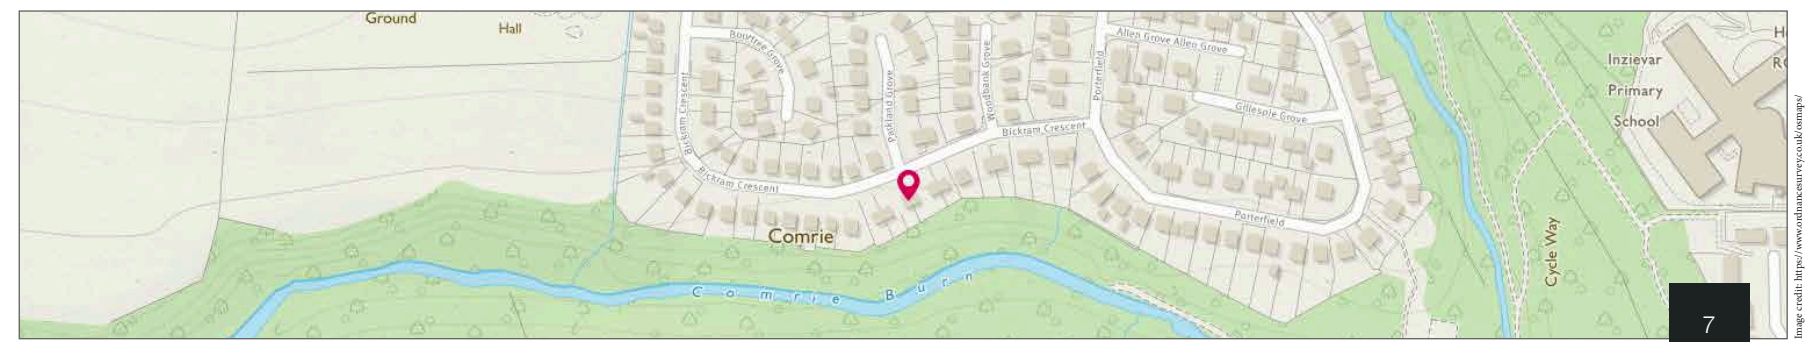 Ground
Hall
Bourtree Grove
Bickram Crescent
Parkland Grove
Woodbank Grove
Porterfield
Allen Grove Allen Grove
Gillespie Grove
Bickram Crescent
Bickram Crescent
Porterfield
Comrie
Comrie Burn
Cycle Way
Inzievar
Primary
School
H
RC
7
Image credit: https://www.ordnancesurvey.co.uk/osmaps/